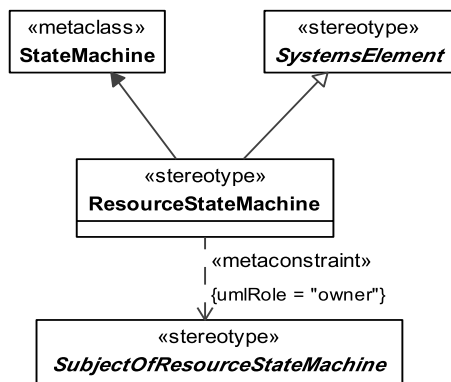 «metaclass»
StateMachine
«stereotype»
SystemsElement
«stereotype»
ResourceStateMachine
«metaconstraint»
{umlRole = "owner"}
«stereotype»
SubjectOfResourceStateMachine